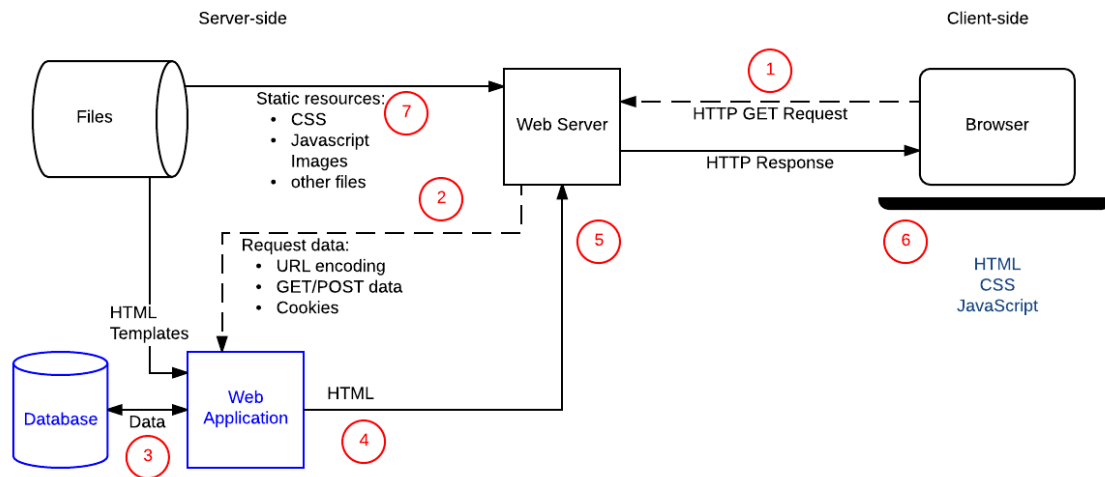 Server-side
Client-side
1
Files
Static resources:
• CSS
• Javascript
Images
• other files
7
Web Server
HTTP GET Request
HTTP Response
Browser
2
Request data:
• URL encoding
• GET/POST data
• Cookies
5
6
HTML
CSS
JavaScript
HTML
Templates
Database
Data
3
Web
Application
HTML
4